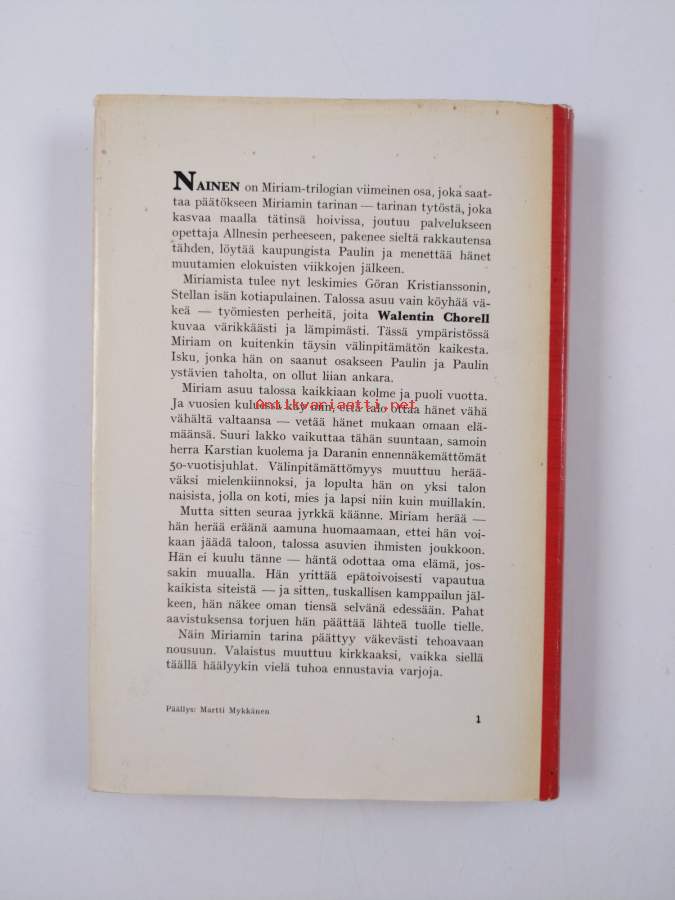 NAINEN on Miriam-trilogian viimeinen osa, joka saat-
taa päätökseen Miriamin tarinan — tarinan tytöstä, joka
kasvaa maalla tätinsä hoivissa, joutuu palvelukseen
opettaja Allnesin perheeseen, pakenee sieltä rakkautensa
tähden, löytää kaupungista Paulin ja menettää hänet
muutamien elokuisten viikkojen jälkeen.
Miriamista tulee nyt leskimies Göran Kristianssonin,
Stellan isän kotiapulainen. Talossa asuu vain köyhää vä-
keä — työmiesten perheitä, joita Walentin Chorell
kuvaa värikkäästi ja lämpimästi. Tässä ympäristössä
Miriam on kuitenkin täysin välinpitämätön kaikesta.
Isku, jonka hän on saanut osakseen Paulin ja Paulin
ystävien taholta, on ollut liian ankara.
Miriam asuu talossa kaikkiaan kolme ja puoli vuotta.
Antikvariaatti.net
Ja vuosien kuluessa käy niin, että talo ottaa hänet vähä
vähältä valtaansa — vetää hänet mukaan omaan elä-
määnsä. Suuri lakko vaikuttaa tähän suuntaan, samoin
herra Karstian kuolema ja Daranin ennennäkemättömät
50-vuotisjuhlat. Välinpitämättömyys muuttuu herää-
väksi mielenkiinnoksi, ja lopulta hän on yksi talon
naisista, jolla on koti, mies ja lapsi niin kuin muillakin.
Mutta sitten seuraa jyrkkä käänne. Miriam herää —
hän herää eräänä aamuna huomaamaan, ettei hän voi-
kaan jäädä taloon, talossa asuvien ihmisten joukkoon.
Hän ei kuulu tänne — häntä odottaa oma elämä, jos-
sakin muualla. Hän yrittää epätoivoisesti vapautua
kaikista siteistä — ja sitten, tuskallisen kamppailun jäl-
keen, hän näkee oman tiensä selvänä edessään. Pahat
aavistuksensa torjuen hän päättää lähteä tuolle tielle.
Näin Miriamin tarina päättyy väkevästi tehoavaan
nousuun. Valaistus muuttuu kirkkaaksi, vaikka siellä
täällä häälyykin vielä tuhoa ennustavia varjoja.
Päällys: Martti Mykkänen
1